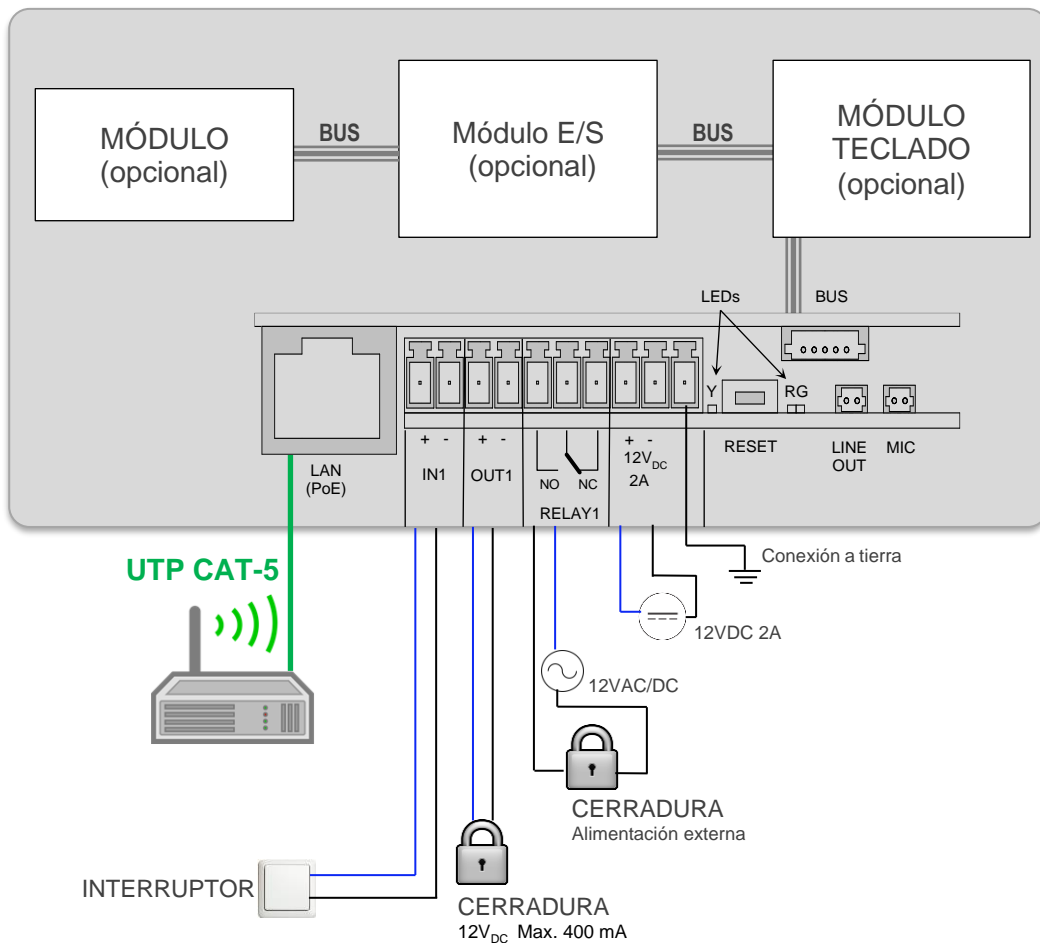 MÓDULO
(opcional)
BUS
Módulo E/S
(opcional)
BUS
MÓDULO
TECLADO
(opcional)
LEDs
BUS
Y
RG
+ -
+ -
+ -
LAN
(PoE)
IN1
OUT1
NO
NC
RELAY1
12VDC
2A
RESET
LINE
OUT
MIC
UTP CAT-5
Conexión a tierra
12VDC 2A
12VAC/DC
CERRADURA
Alimentación externa
INTERRUPTOR
CERRADURA
12VDC Max. 400 mA